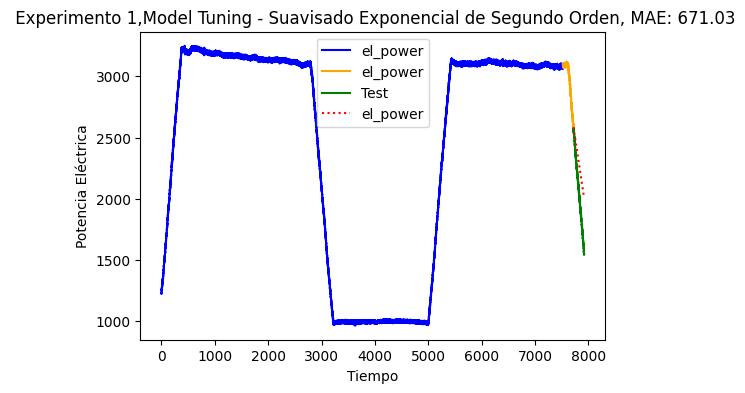 Experimento 1,Model Tuning - Suavisado Exponencial de Segundo Orden, MAE: 671.03
el_power
el_power
Test
el_power
Potencia Eléctrica
3000
2500
2000
1500
1000
0 1000 2000 3000 4000 5000 6000 7000 8000
Tiempo